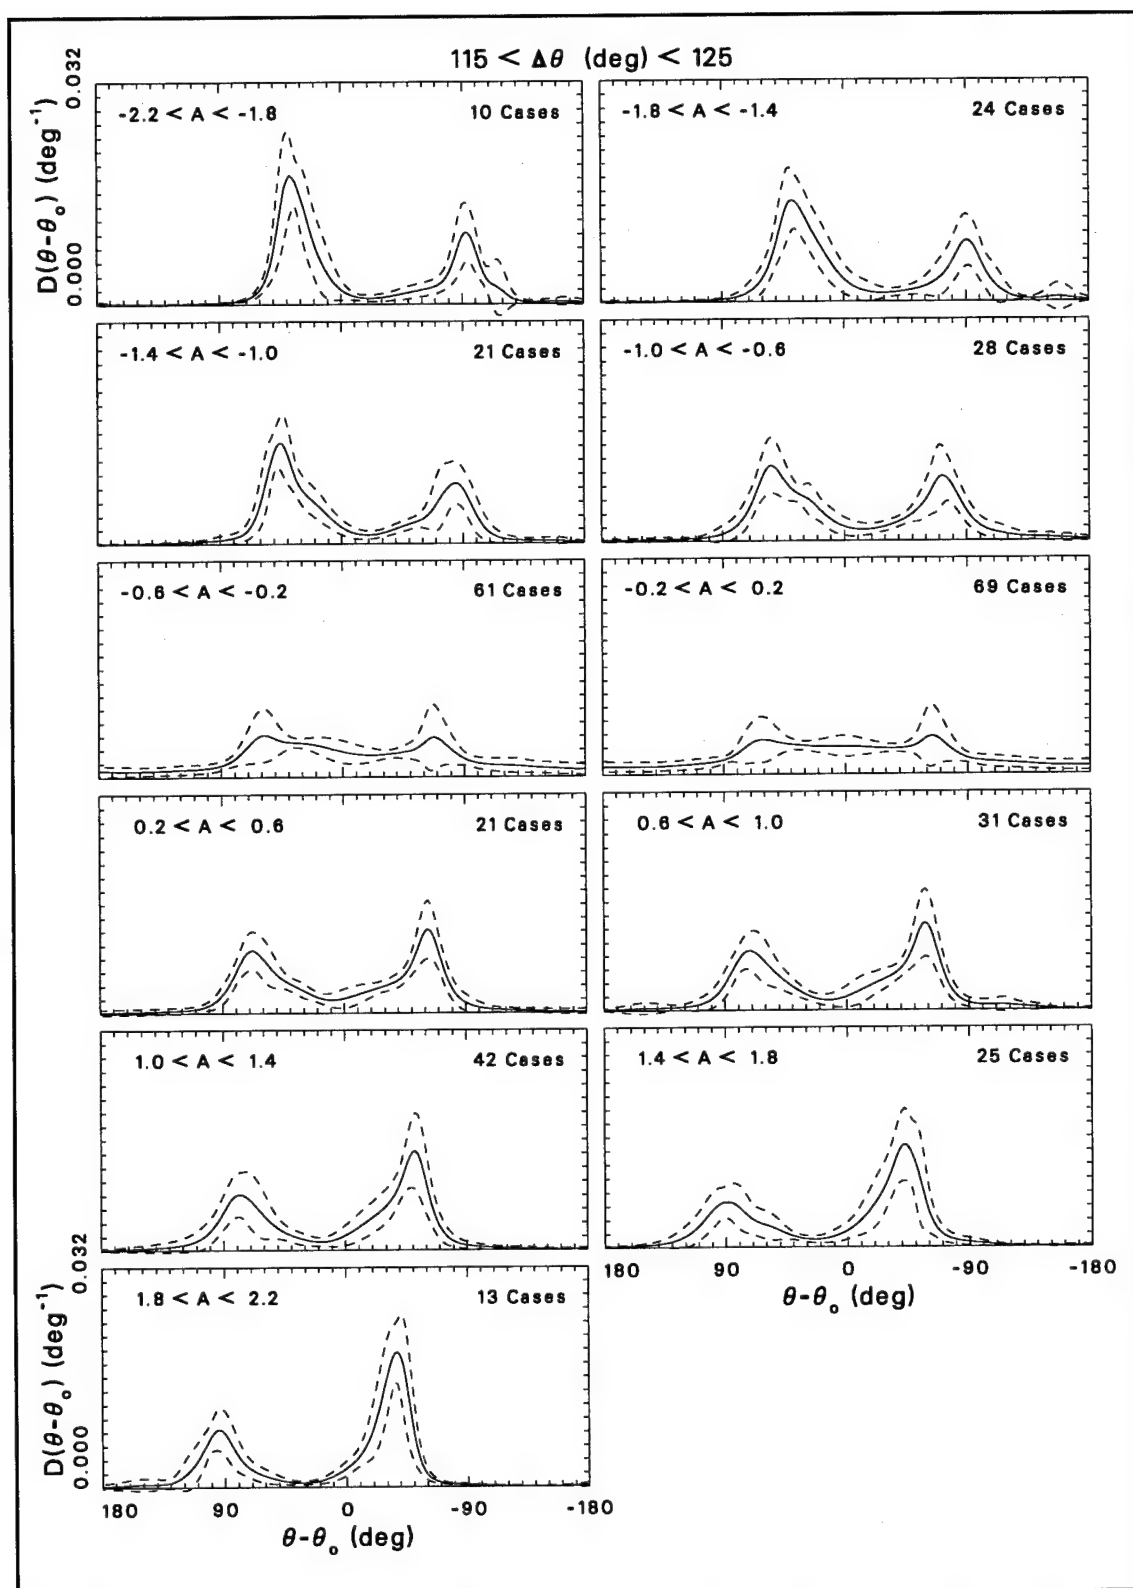 115 < Δθ (deg) < 125
0.032
D(θ-θo) (deg⁻¹)
0.000
-2.2 < A < -1.8
10 Cases
-1.8 < A < -1.4
24 Cases
-1.4 < A < -1.0
21 Cases
-1.0 < A < -0.6
28 Cases
-0.6 < A < -0.2
61 Cases
-0.2 < A < 0.2
69 Cases
0.2 < A < 0.6
21 Cases
0.6 < A < 1.0
31 Cases
1.0 < A < 1.4
42 Cases
1.4 < A < 1.8
25 Cases
180 90 0 -90 -180
θ-θo (deg)
0.032
D(θ-θo) (deg⁻¹)
0.000
1.8 < A < 2.2
13 Cases
180 90 0 -90 -180
θ-θo (deg)